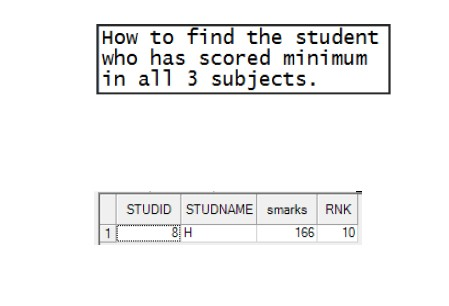 How to find the student
who has scored minimum
in all 3 subjects.
STUDID STUDNAME smarks RNK
1 8 H 166 10